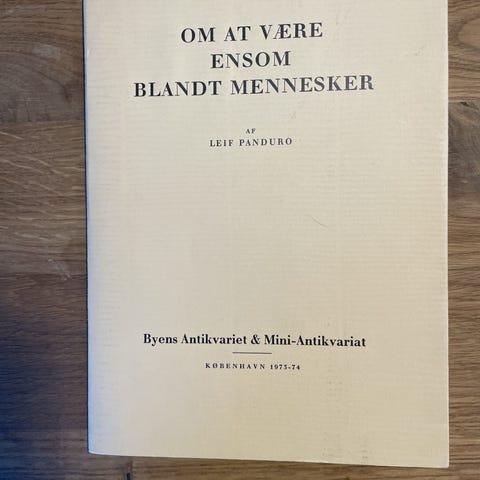 OM AT VÆRE
ENSOM
BLANDT MENNESKER
AF
LEIF PANDURO
Byens Antikvariet & Mini-Antikvariat
KØBENHAVN 1973-74